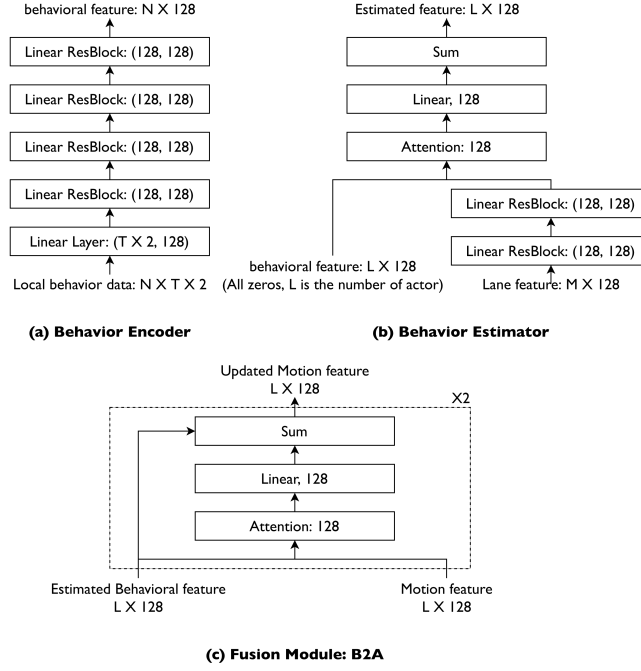 behavioral feature: N X 128
Linear ResBlock: (128, 128)
Linear ResBlock: (128, 128)
Linear ResBlock: (128, 128)
Linear ResBlock: (128, 128)
Linear Layer: (T X 2, 128)
Local behavior data: N X T X 2
(a) Behavior Encoder
Estimated feature: L X 128
Sum
Linear, 128
Attention: 128
Linear ResBlock: (128, 128)
Linear ResBlock: (128, 128)
behavioral feature: L X 128
(All zeros, L is the number of actor)
Lane feature: M X 128
(b) Behavior Estimator
Updated Motion feature
L X 128
X2
Sum
Linear, 128
Attention: 128
Estimated Behavioral feature
L X 128
Motion feature
L X 128
(c) Fusion Module: B2A